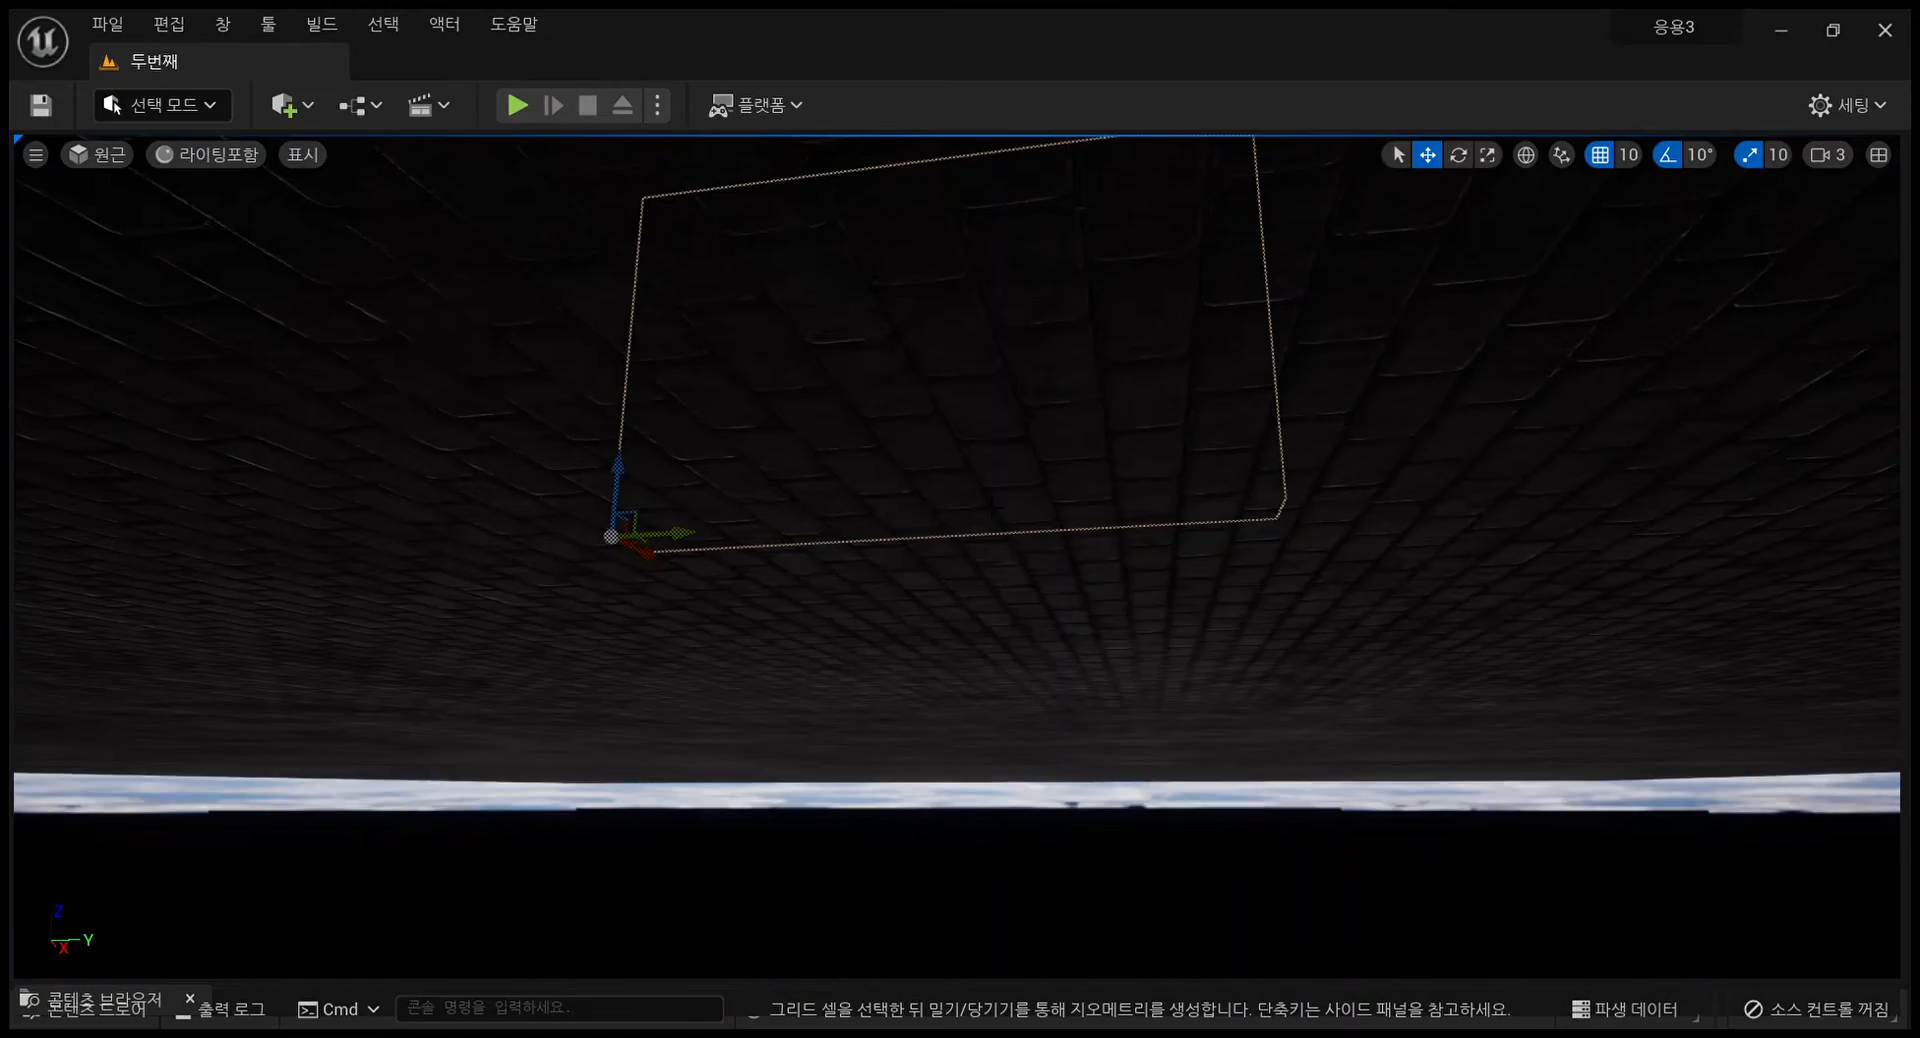 파일 편집 창 툴 빌드 선택 액터 도움말 응용3
두번째
선택 모드 플랫폼 세팅
원근 라이팅포함 표시 10 10° 10 3
Z
Y
X
콘텐츠 브라우저
콘텐츠 드로어 출력 로그 Cmd 콘솔 명령을 입력하세요. 그리드 셀을 선택한 뒤 밀기/당기기를 통해 지오메트리를 생성합니다. 단축키는 사이드 패널을 참고하세요. 파생 데이터 소스 컨트롤 꺼짐